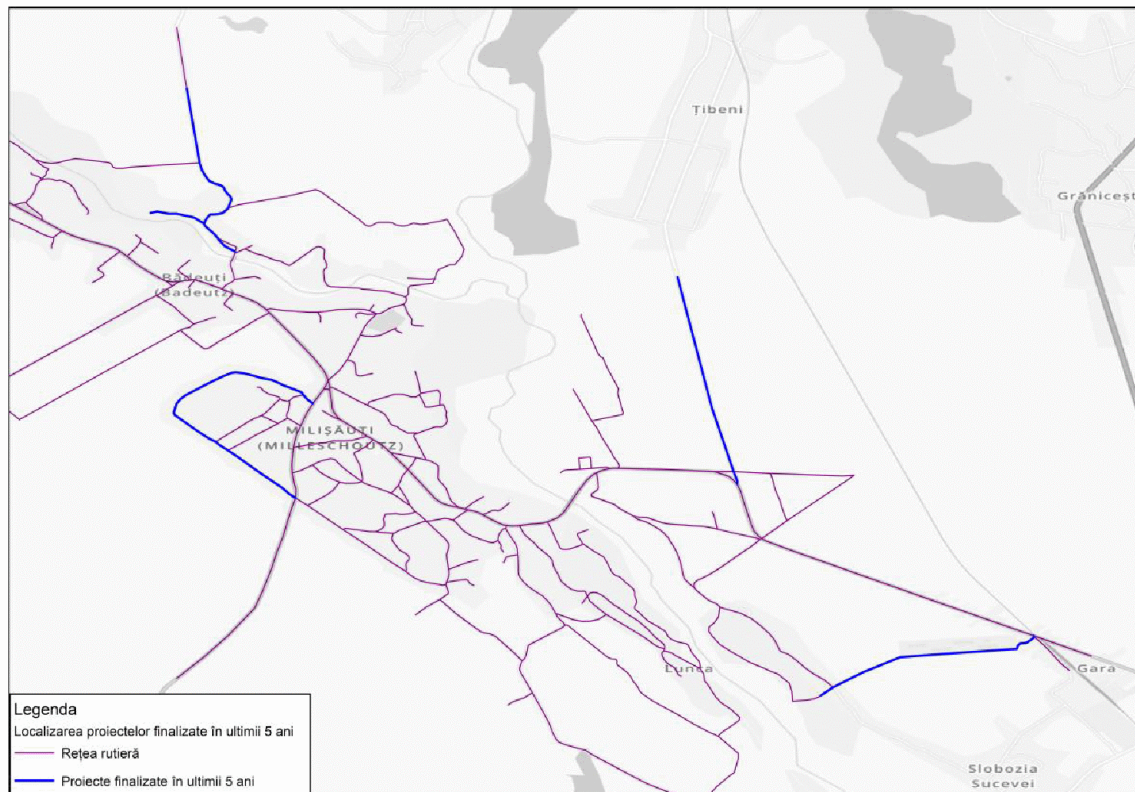 Țibeni
Grănicești
Bădeuți
(Badeutz)
MILIȘĂUȚI
(MILLESCHOUTZ)
Lunca
Gara
Slobozia
Sucevei
Legenda
Localizarea proiectelor finalizate în ultimii 5 ani
Rețea rutieră
Proiecte finalizate în ultimii 5 ani